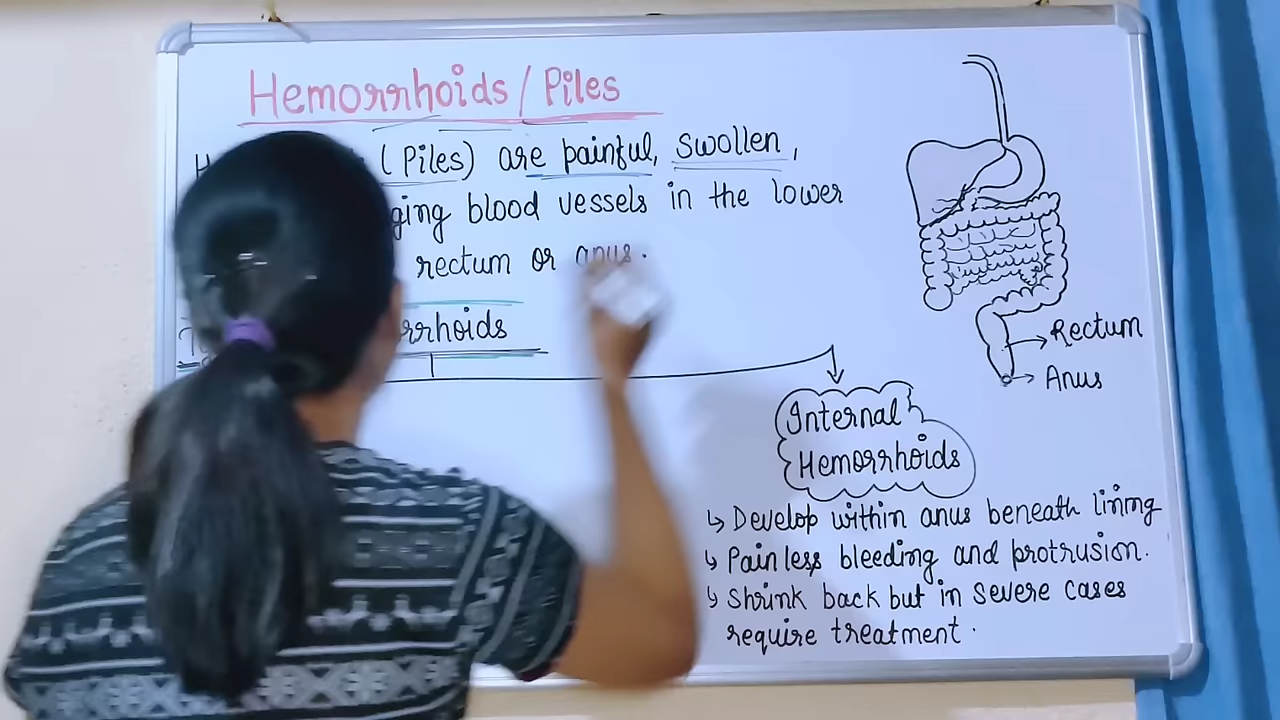 Hemorrhoids / Piles
(Piles) are painful, swollen,
ging blood vessels in the lower
rectum or anus.
rrhoids
Rectum
Anus
Internal
Hemorrhoids
↳ Develop within anus beneath lining
↳ Painless bleeding and protrusion.
↳ Shrink back but in severe cases
require treatment.